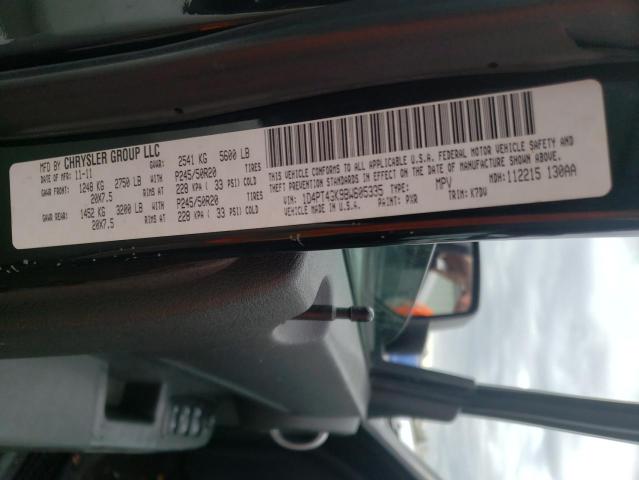 MFD BY CHRYSLER GROUP LLC
DATE OF MFR: 11-11 GVWR: 2541 KG 5600 LB
GAWR FRONT: 1248 KG 2750 LB P245/50R20 TIRES
20X7.5 RIMS AT 228 KPA ( 33 PSI) COLD
GAWR REAR: 1452 KG 3200 LB P245/50R20 TIRES
20X7.5 RIMS AT 228 KPA ( 33 PSI) COLD
THIS VEHICLE CONFORMS TO ALL APPLICABLE U.S.A. FEDERAL MOTOR VEHICLE SAFETY AND
THEFT PREVENTION STANDARDS IN EFFECT ON THE DATE OF MANUFACTURE SHOWN ABOVE.
VIN: 1D4PT4GK9BW605335 TYPE: MPV MDH: 112215 130AA
VEHICLE MADE IN U.S.A. PAINT: PXR TRIM: K7DV